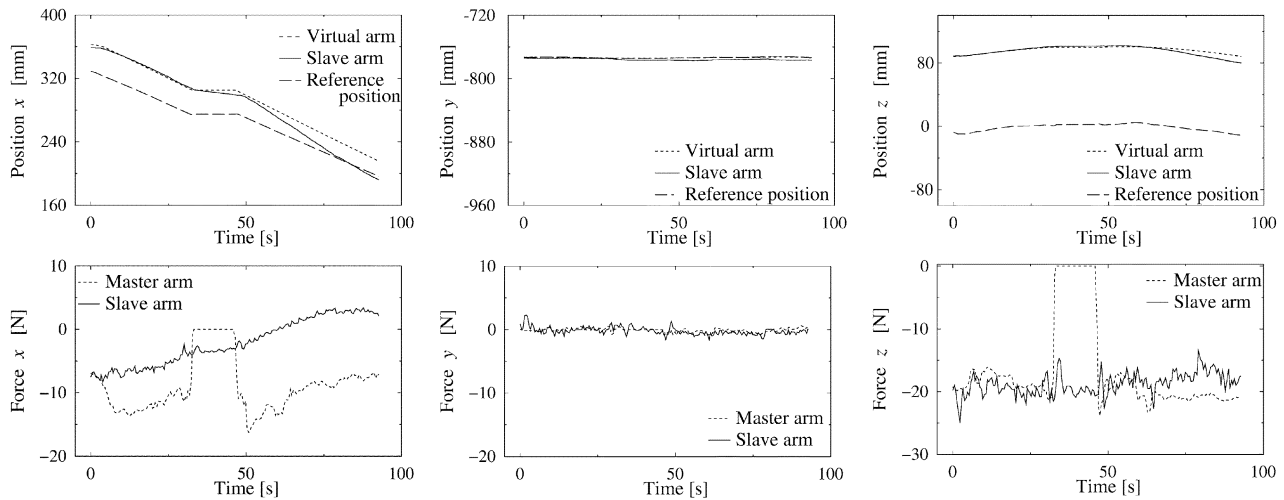 360
320
240
160
Position x [mm]
Virtual arm
Slave arm
Reference
position
0
50
100
Time [s]
-720
-800
-880
-960
Position y [mm]
Virtual arm
Slave arm
Reference position
0
50
100
Time [s]
80
0
-80
Position z [mm]
Virtual arm
Slave arm
Reference position
0
50
100
Time [s]
10
0
−10
−20
Force x [N]
Master arm
Slave arm
0
50
100
Time [s]
10
0
−10
−20
Force y [N]
Master arm
Slave arm
0
50
100
Time [s]
0
−10
−20
−30
Force z [N]
Master arm
Slave arm
0
50
100
Time [s]